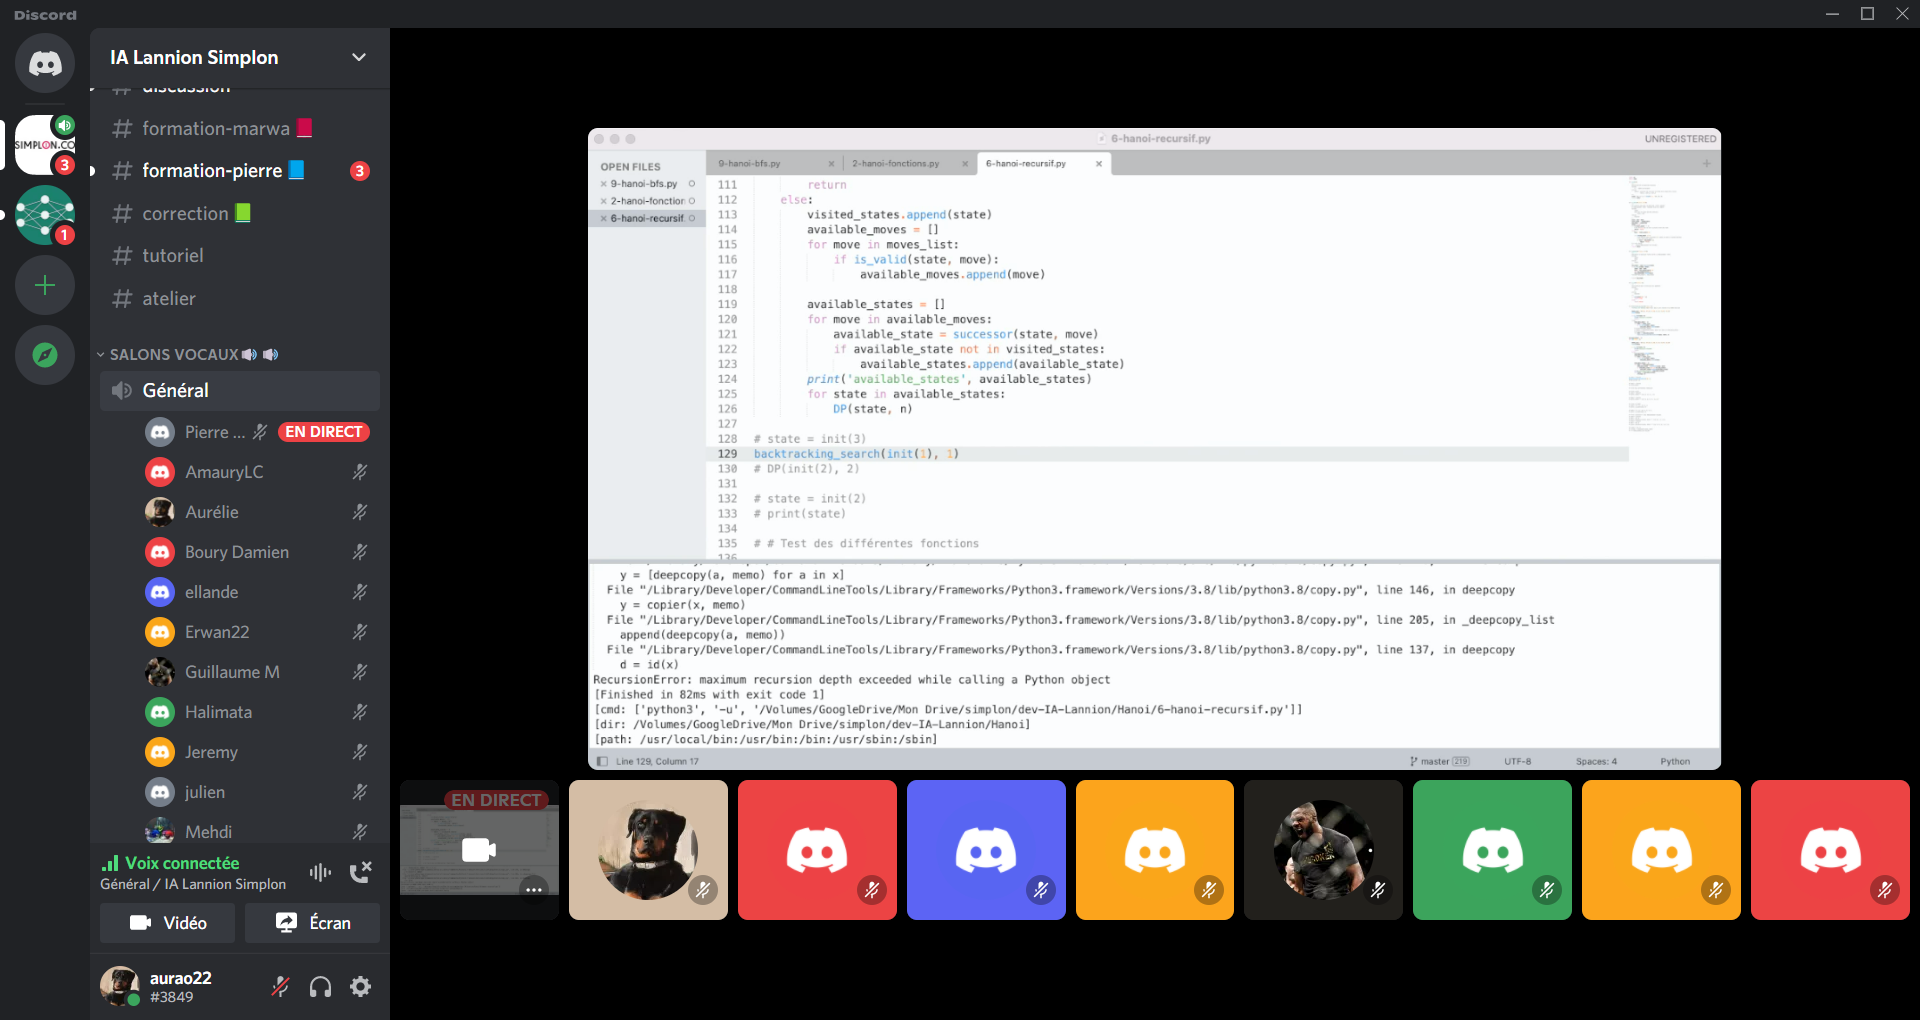 Discord
IA Lannion Simplon
# discussion
# formation-marwa
# formation-pierre
3
# correction
# tutoriel
# atelier
SIMPLON.CO
3
1
SALONS VOCAUX
Général
Pierre ...
EN DIRECT
AmauryLC
Aurélie
Boury Damien
ellande
Erwan22
Guillaume M
Halimata
Jeremy
julien
Mehdi
Voix connectée
Général / IA Lannion Simplon
Vidéo
Écran
aurao22
#3849
6-hanoi-recursif.py
UNREGISTERED
OPEN FILES
9-hanoi-bfs.py
2-hanoi-fonction
6-hanoi-recursif.
9-hanoi-bfs.py
2-hanoi-fonctions.py
6-hanoi-recursif.py
111 return
112 else:
113 visited_states.append(state)
114 available_moves = []
115 for move in moves_list:
116 if is_valid(state, move):
117 available_moves.append(move)
118
119 available_states = []
120 for move in available_moves:
121 available_state = successor(state, move)
122 if available_state not in visited_states:
123 available_states.append(available_state)
124 print('available_states', available_states)
125 for state in available_states:
126 DP(state, n)
127
128 # state = init(3)
129 backtracking_search(init(1), 1)
130 # DP(init(2), 2)
131
132 # state = init(2)
133 # print(state)
134
135 # # Test des différentes fonctions
136
y = [deepcopy(a, memo) for a in x]
File "/Library/Developer/CommandLineTools/Library/Frameworks/Python3.framework/Versions/3.8/lib/python3.8/copy.py", line 146, in deepcopy
y = copier(x, memo)
File "/Library/Developer/CommandLineTools/Library/Frameworks/Python3.framework/Versions/3.8/lib/python3.8/copy.py", line 205, in _deepcopy_list
append(deepcopy(a, memo))
File "/Library/Developer/CommandLineTools/Library/Frameworks/Python3.framework/Versions/3.8/lib/python3.8/copy.py", line 137, in deepcopy
d = id(x)
RecursionError: maximum recursion depth exceeded while calling a Python object
[Finished in 82ms with exit code 1]
[cmd: ['python3', '-u', '/Volumes/GoogleDrive/Mon Drive/simplon/dev-IA-Lannion/Hanoi/6-hanoi-recursif.py']]
[dir: /Volumes/GoogleDrive/Mon Drive/simplon/dev-IA-Lannion/Hanoi]
[path: /usr/local/bin:/usr/bin:/bin:/usr/sbin:/sbin]
Line 129, Column 17
master 219
UTF-8
Spaces: 4
Python
EN DIRECT